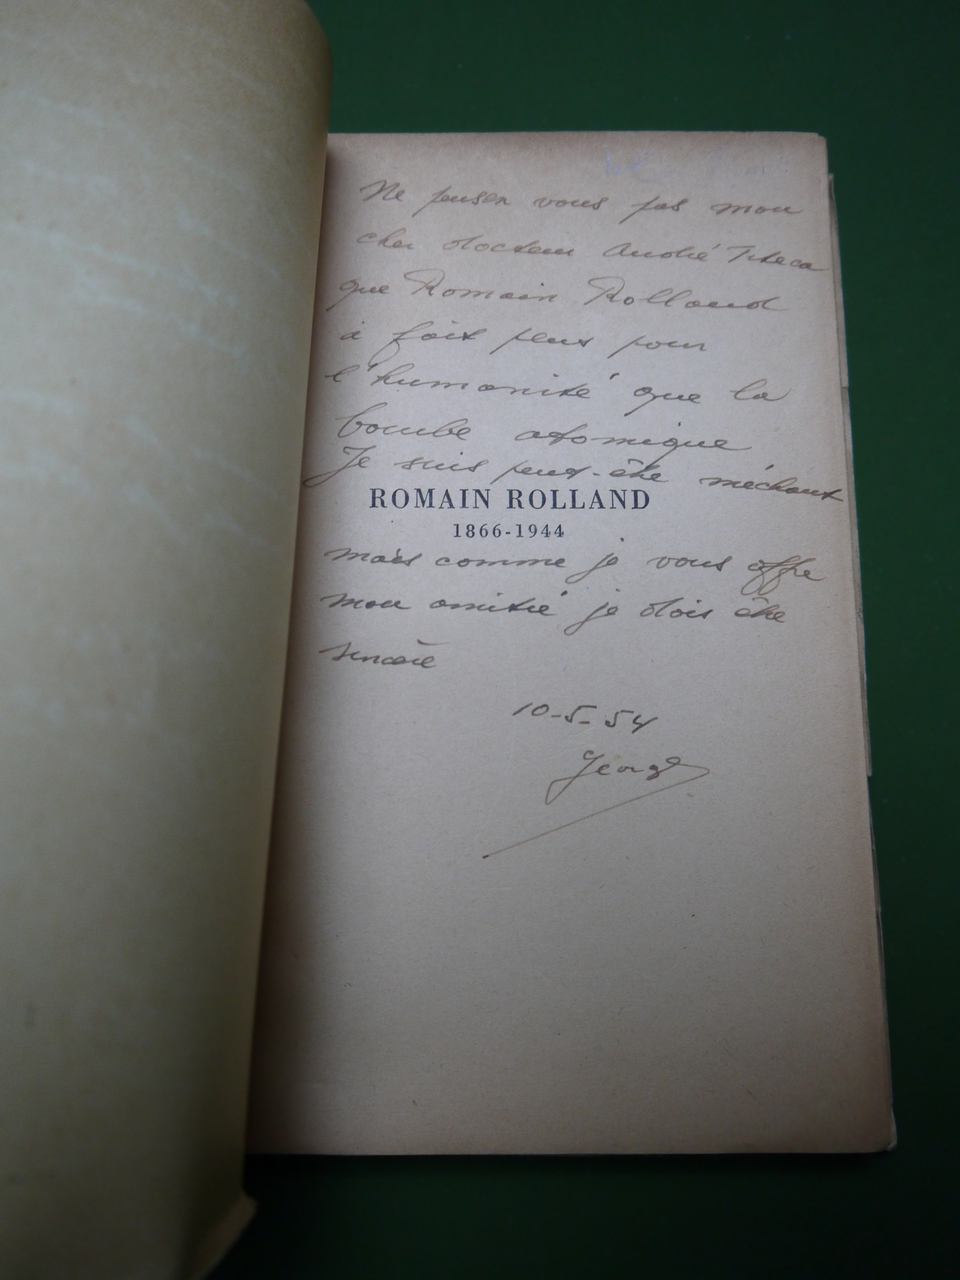 Ne penser vous pas mon
cher docteur André
que Romain Rolland
à fait plus pour
l'humanité que la
bombe atomique
Je suis peut-être méchant
ROMAIN ROLLAND
1866-1944
mais comme je vous offre
mon amitié je dois être
sincère
10-5-54
George